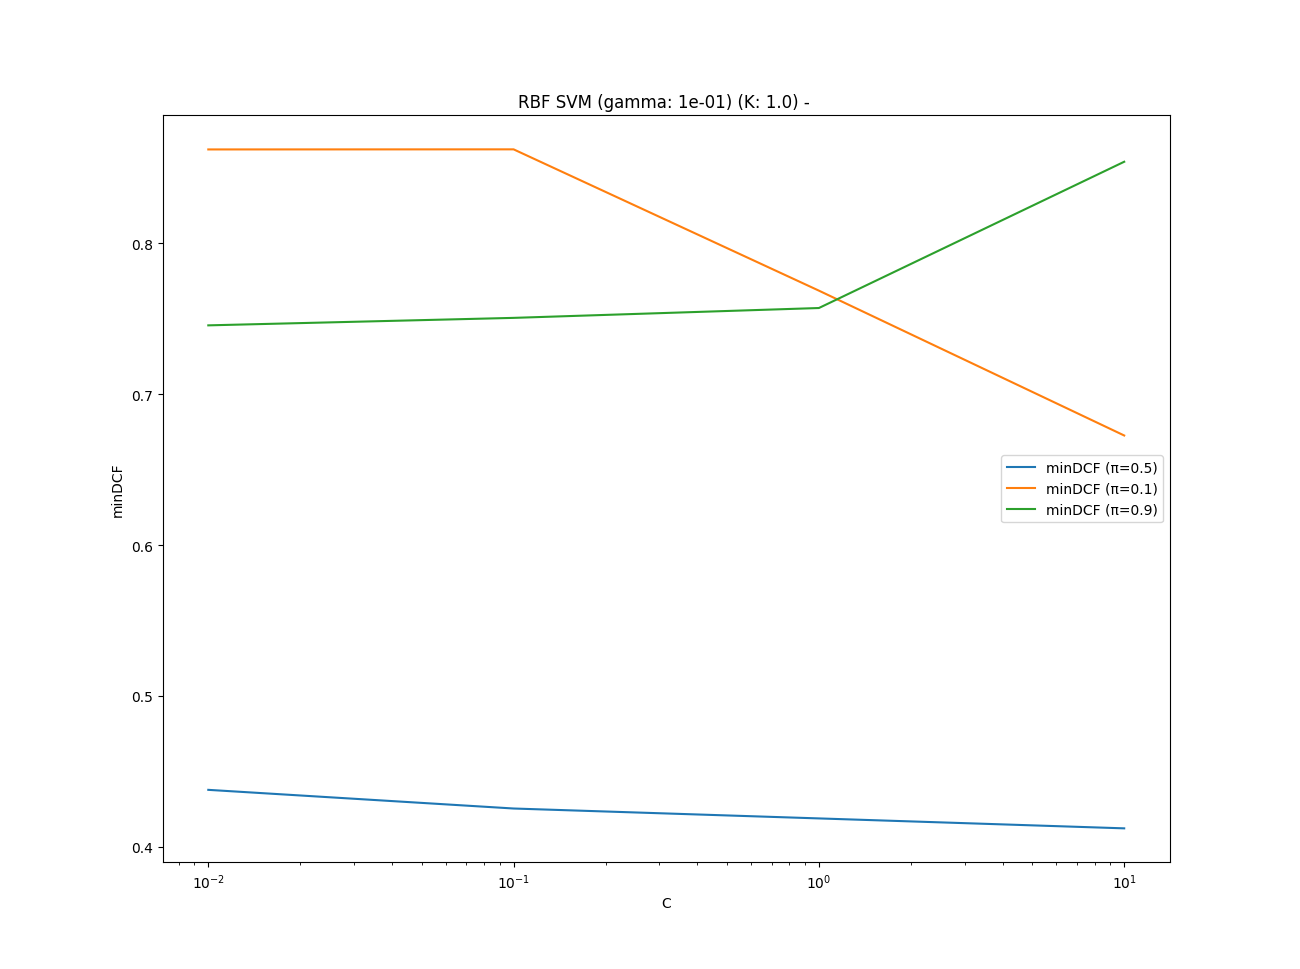 RBF SVM (gamma: 1e-01) (K: 1.0) -
minDCF
0.8
0.7
0.6
0.5
0.4
minDCF (π=0.5)
minDCF (π=0.1)
minDCF (π=0.9)
10⁻² 10⁻¹ 10⁰ 10¹
C